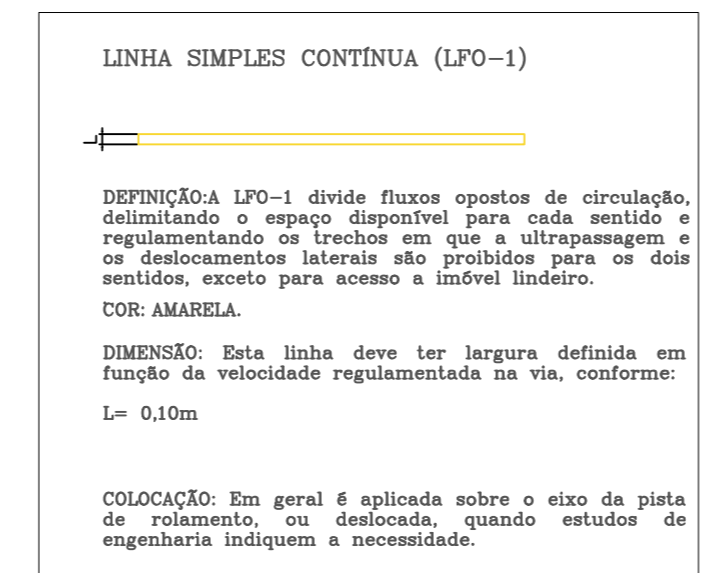 LINHA SIMPLES CONTÍNUA (LFO-1)
L
DEFINIÇÃO:A LFO-1 divide fluxos opostos de circulação,
delimitando o espaço disponível para cada sentido e
regulamentando os trechos em que a ultrapassagem e
os deslocamentos laterais são proibidos para os dois
sentidos, exceto para acesso a imóvel lindeiro.
COR: AMARELA.
DIMENSÃO: Esta linha deve ter largura definida em
função da velocidade regulamentada na via, conforme:
L= 0,10m
COLOCAÇÃO: Em geral é aplicada sobre o eixo da pista
de rolamento, ou deslocada, quando estudos de
engenharia indiquem a necessidade.